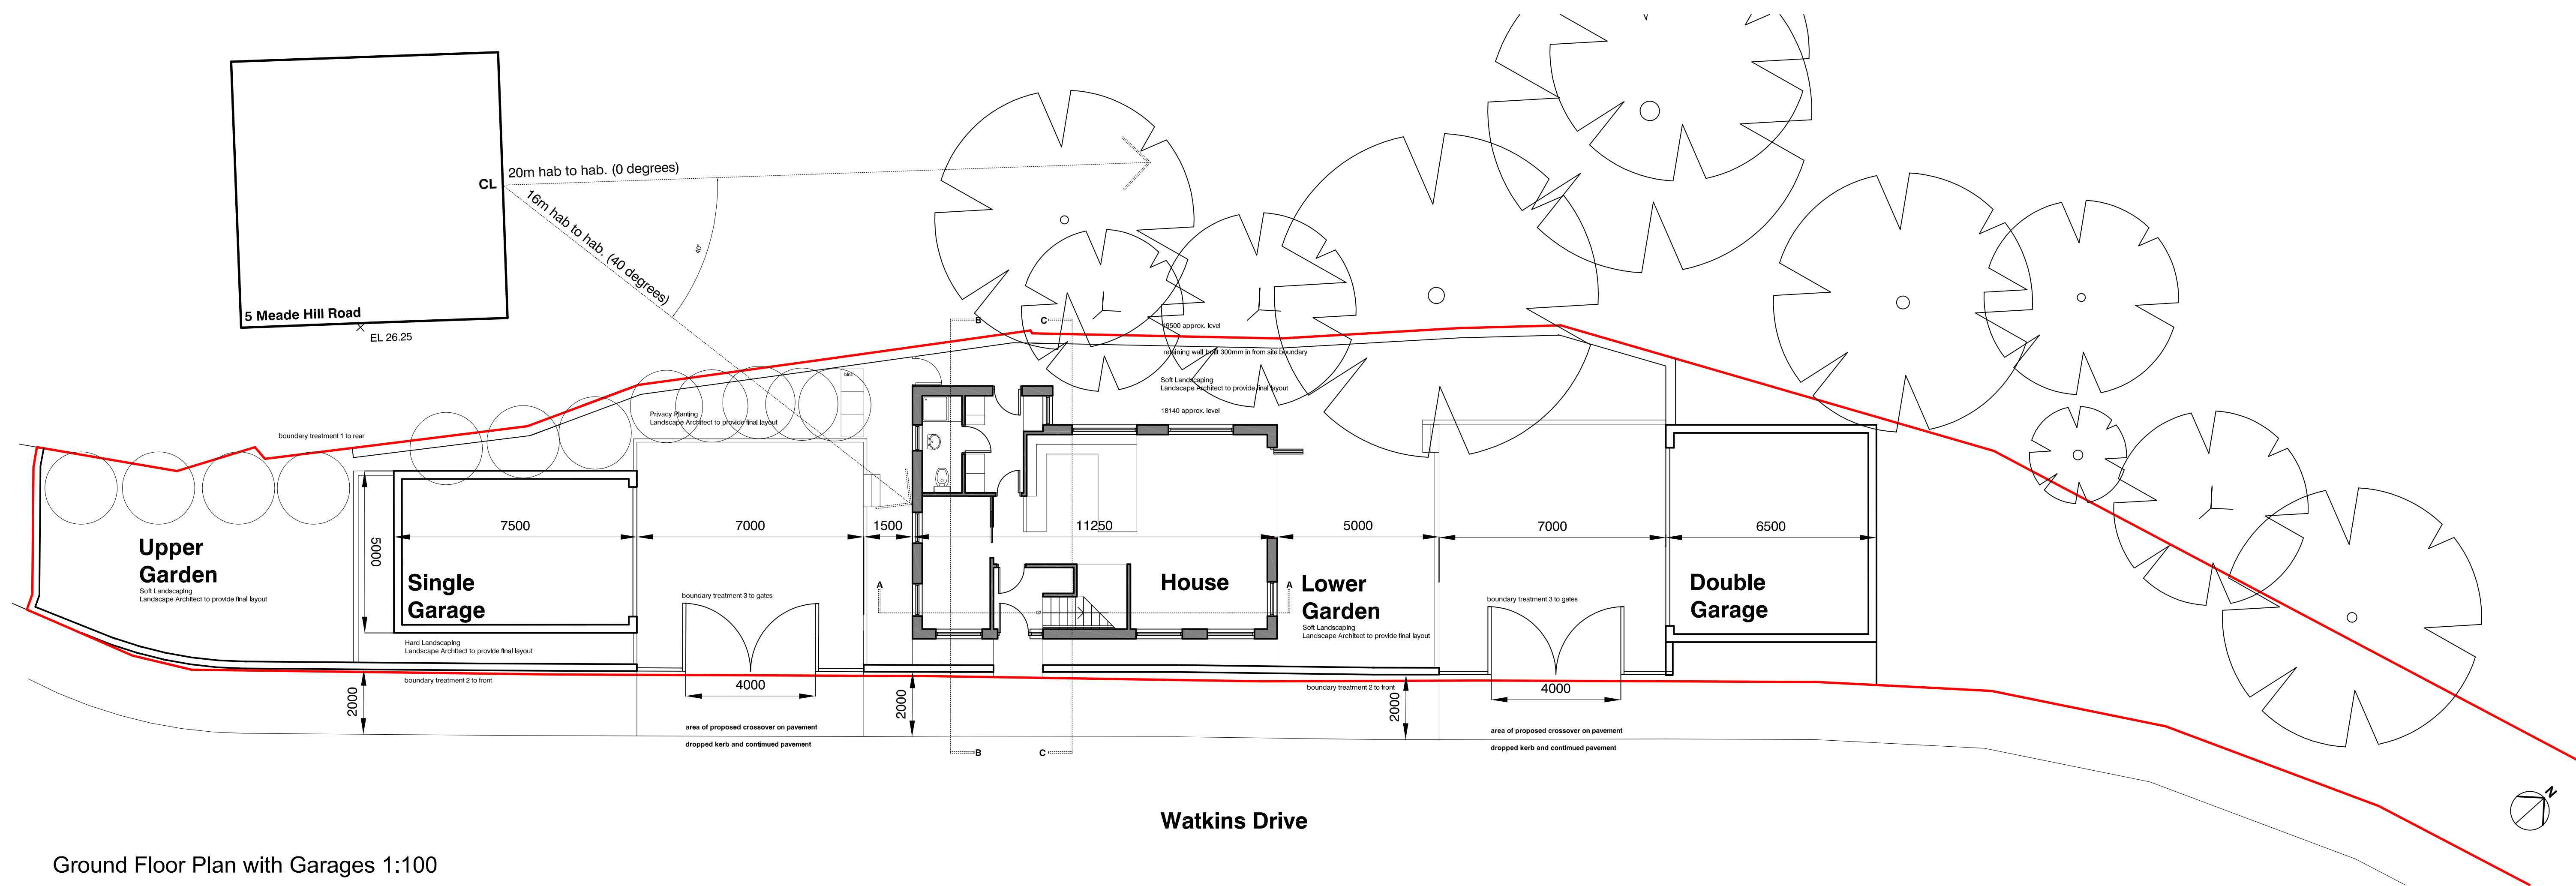 20m hab to hab. (0 degrees)
CL
16m hab to hab. (40 degrees)
40°
5 Meade Hill Road
EL 26.25
B
C
19500 approx. level
retaining wall built 300mm in from site boundary
Soft Landscaping
Landscape Architect to provide final layout
18140 approx. level
Privacy Planting
Landscape Architect to provide final layout
boundary treatment 1 to rear
7500
7000
1500
11250
5000
7000
6500
5000
Upper
Garden
Soft Landscaping
Landscape Architect to provide final layout
Single
Garage
Hard Landscaping
Landscape Architect to provide final layout
boundary treatment 3 to gates
A
House
A
Lower
Garden
Soft Landscaping
Landscape Architect to provide final layout
boundary treatment 3 to gates
Double
Garage
boundary treatment 2 to front
4000
boundary treatment 2 to front
4000
2000
2000
2000
area of proposed crossover on pavement
dropped kerb and continued pavement
B
C
area of proposed crossover on pavement
dropped kerb and continued pavement
N
Watkins Drive
Ground Floor Plan with Garages 1:100